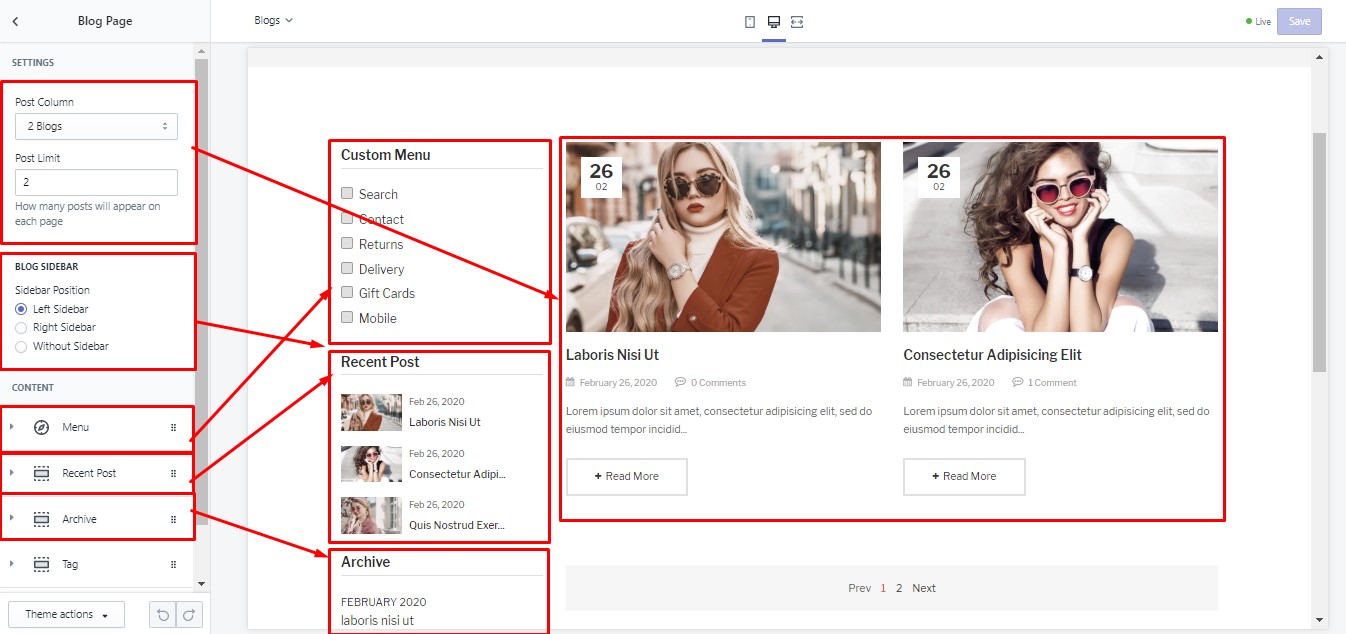 Blog Page
Blogs
Live
Save
SETTINGS
Post Column
2 Blogs
Post Limit
2
How many posts will appear on
each page
BLOG SIDEBAR
Sidebar Position
Left Sidebar
Right Sidebar
Without Sidebar
CONTENT
Menu
Recent Post
Archive
Tag
Theme actions
Custom Menu
Search
Contact
Returns
Delivery
Gift Cards
Mobile
Recent Post
Feb 26, 2020
Laboris Nisi Ut
Feb 26, 2020
Consectetur Adipi...
Feb 26, 2020
Quis Nostrud Exer...
Archive
FEBRUARY 2020
laboris nisi ut
26
02
Laboris Nisi Ut
February 26, 2020 0 Comments
Lorem ipsum dolor sit amet, consectetur adipisicing elit, sed do
eiusmod tempor incidid...
+ Read More
26
02
Consectetur Adipisicing Elit
February 26, 2020 1 Comment
Lorem ipsum dolor sit amet, consectetur adipisicing elit, sed do
eiusmod tempor incidid...
+ Read More
Prev 1 2 Next